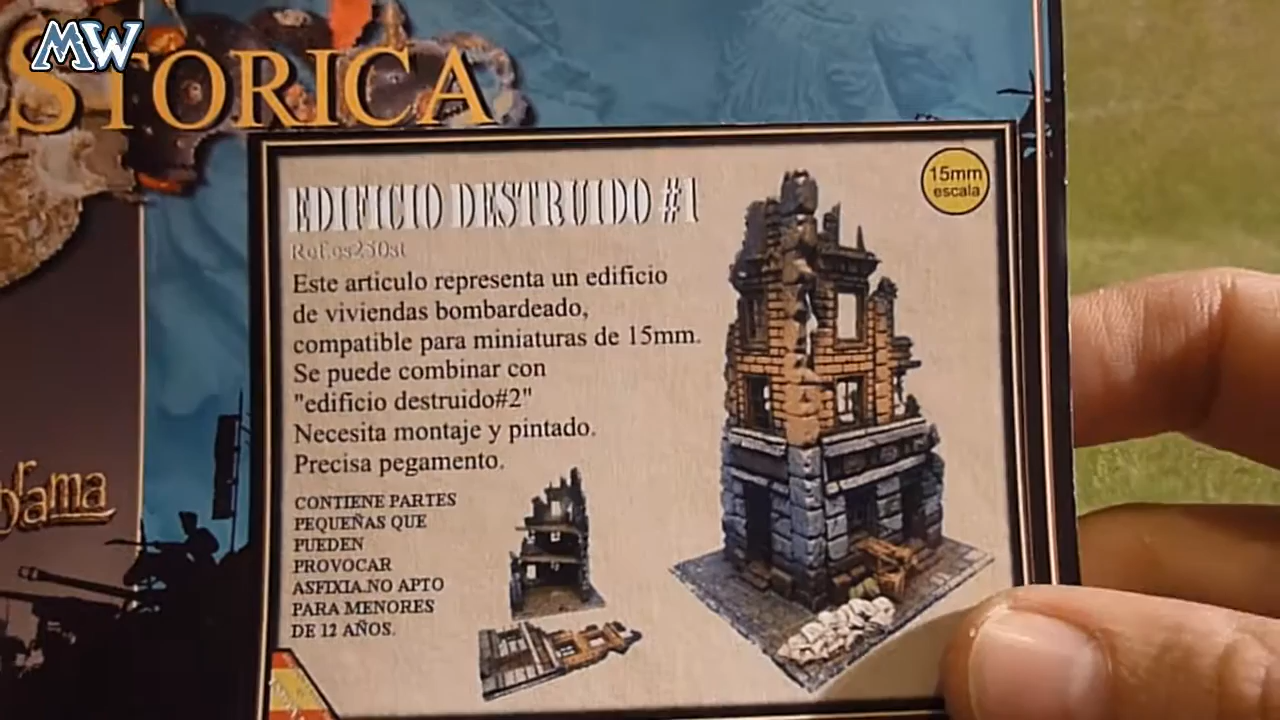 MW
STORICA
15mm
escala
EDIFICIO DESTRUIDO #1
Ref.es250st
Este articulo representa un edificio
de viviendas bombardeado,
compatible para miniaturas de 15mm.
Se puede combinar con
"edificio destruido#2"
Necesita montaje y pintado.
Precisa pegamento.
CONTIENE PARTES
PEQUEÑAS QUE
PUEDEN
PROVOCAR
ASFIXIA.NO APTO
PARA MENORES
DE 12 AÑOS.
rama